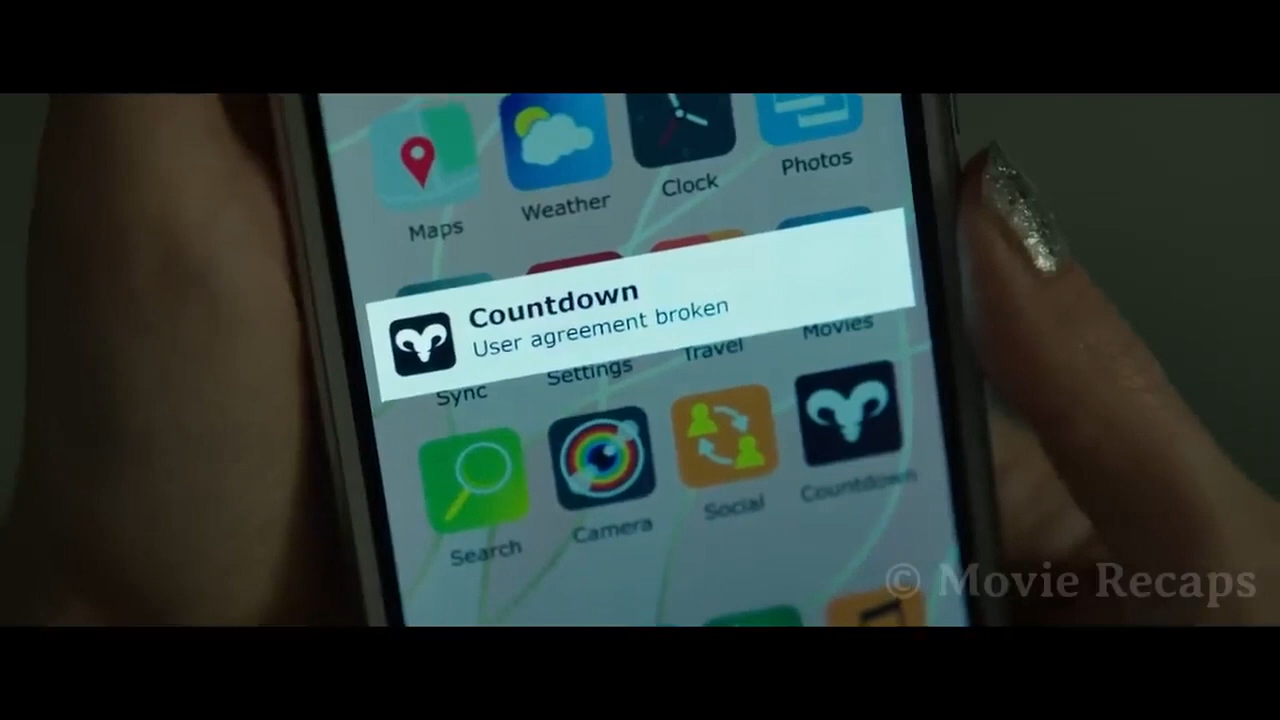 Maps
Weather
Clock
Photos
Countdown
User agreement broken
Sync
Settings
Travel
Movies
Search
Camera
Social
Countdown
© Movie Recaps